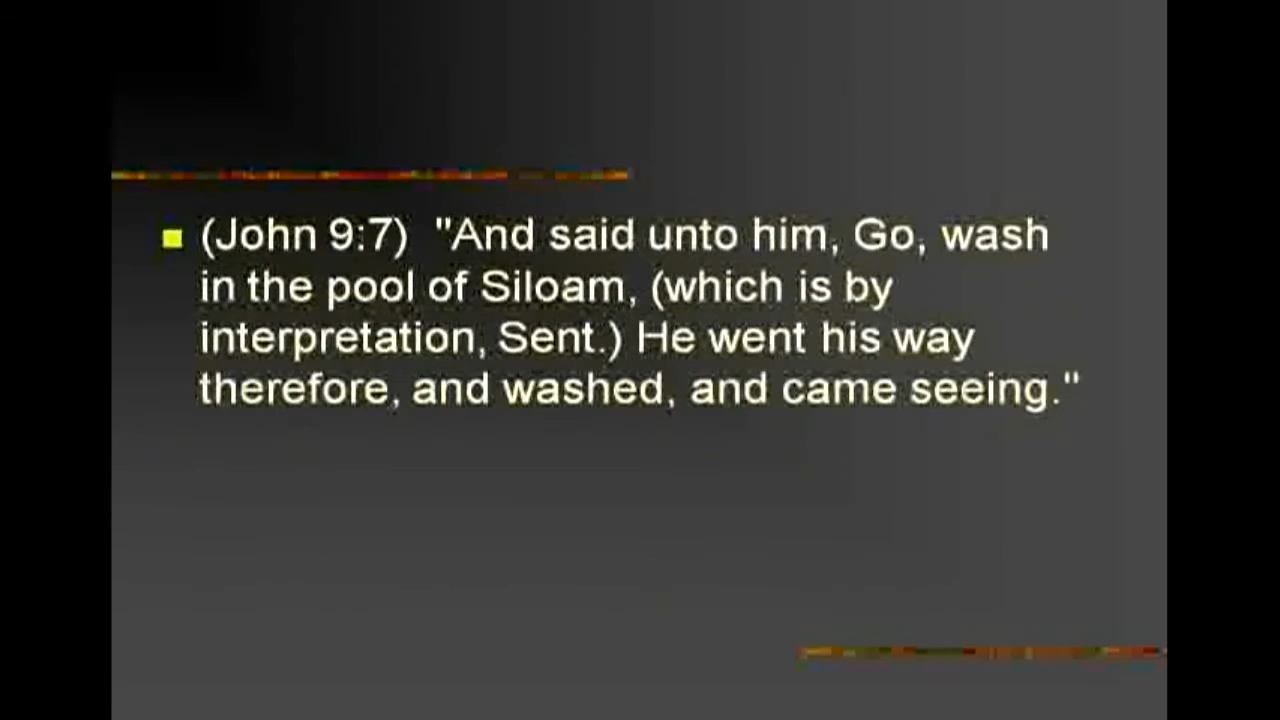 (John 9:7)  "And said unto him, Go, wash
in the pool of Siloam, (which is by
interpretation, Sent.) He went his way
therefore, and washed, and came seeing."